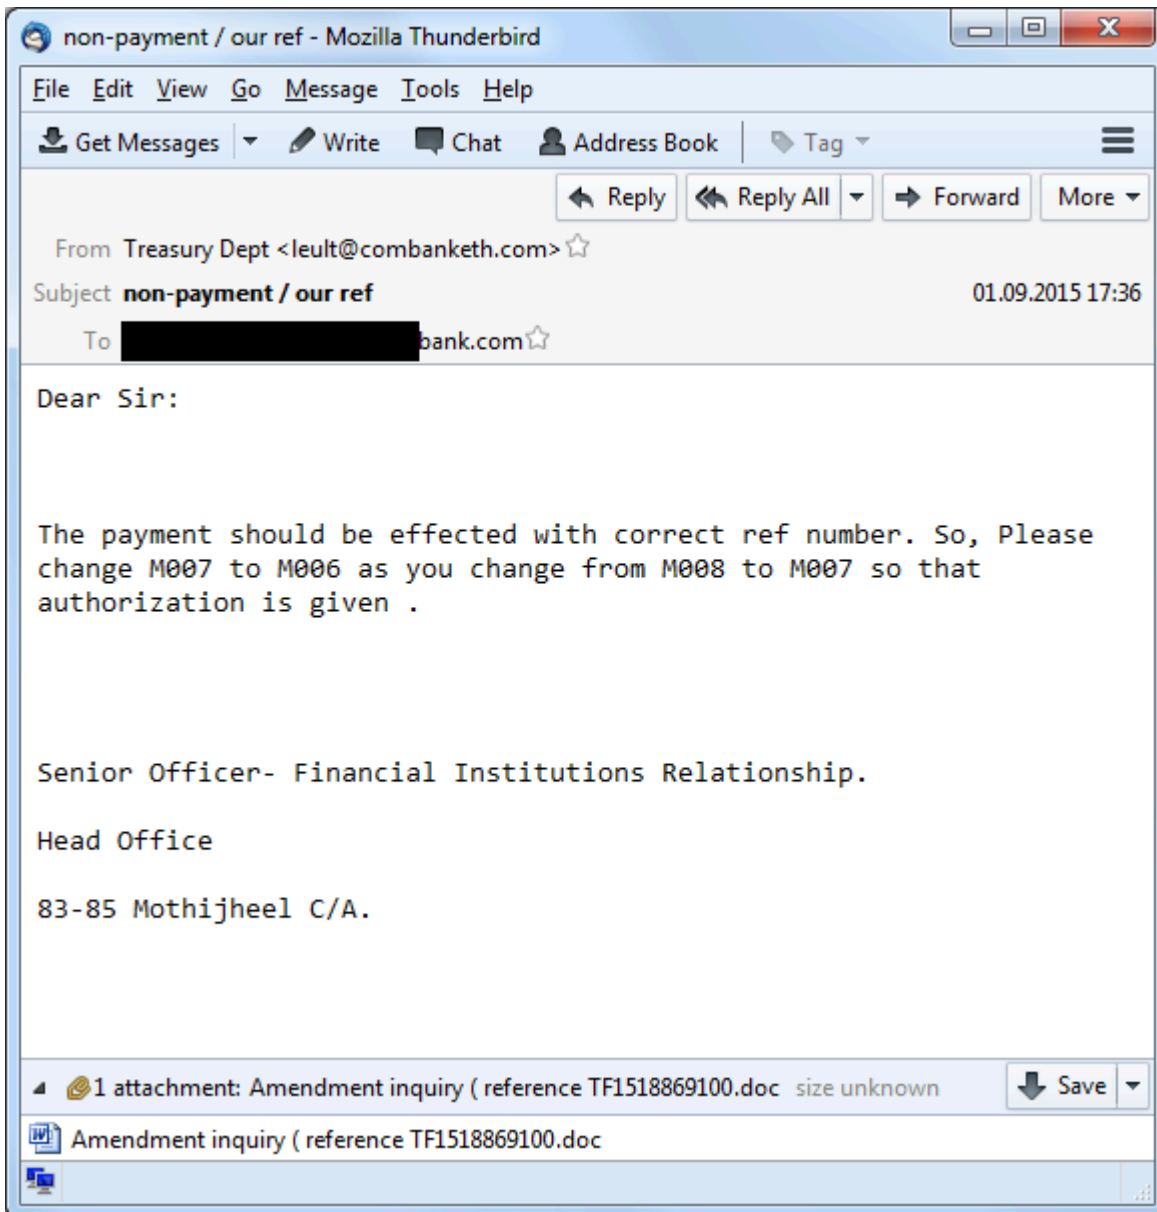 non-payment / our ref - Mozilla Thunderbird
File Edit View Go Message Tools Help
Get Messages Write Chat Address Book Tag
Reply Reply All Forward More
From Treasury Dept <leult@combanketh.com>
Subject non-payment / our ref 01.09.2015 17:36
To bank.com
Dear Sir:
The payment should be effected with correct ref number. So, Please
change M007 to M006 as you change from M008 to M007 so that
authorization is given .
Senior Officer- Financial Institutions Relationship.
Head Office
83-85 Mothijheel C/A.
1 attachment: Amendment inquiry ( reference TF1518869100.doc size unknown Save
Amendment inquiry ( reference TF1518869100.doc